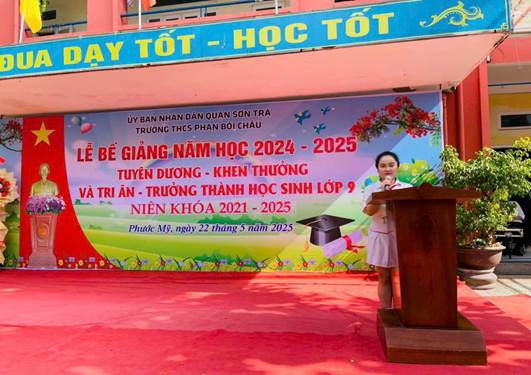 ĐUA DẠY TỐT - HỌC TỐT
ỦY BAN NHÂN DÂN QUẬN SƠN TRÀ
TRƯỜNG THCS PHAN BỘI CHÂU
LỄ BẾ GIẢNG NĂM HỌC 2024 - 2025
TUYÊN DƯƠNG - KHEN THƯỞNG
VÀ TRI ÂN - TRƯỞNG THÀNH HỌC SINH LỚP 9
NIÊN KHÓA 2021 - 2025
Phước Mỹ, ngày 22 tháng 5 năm 2025